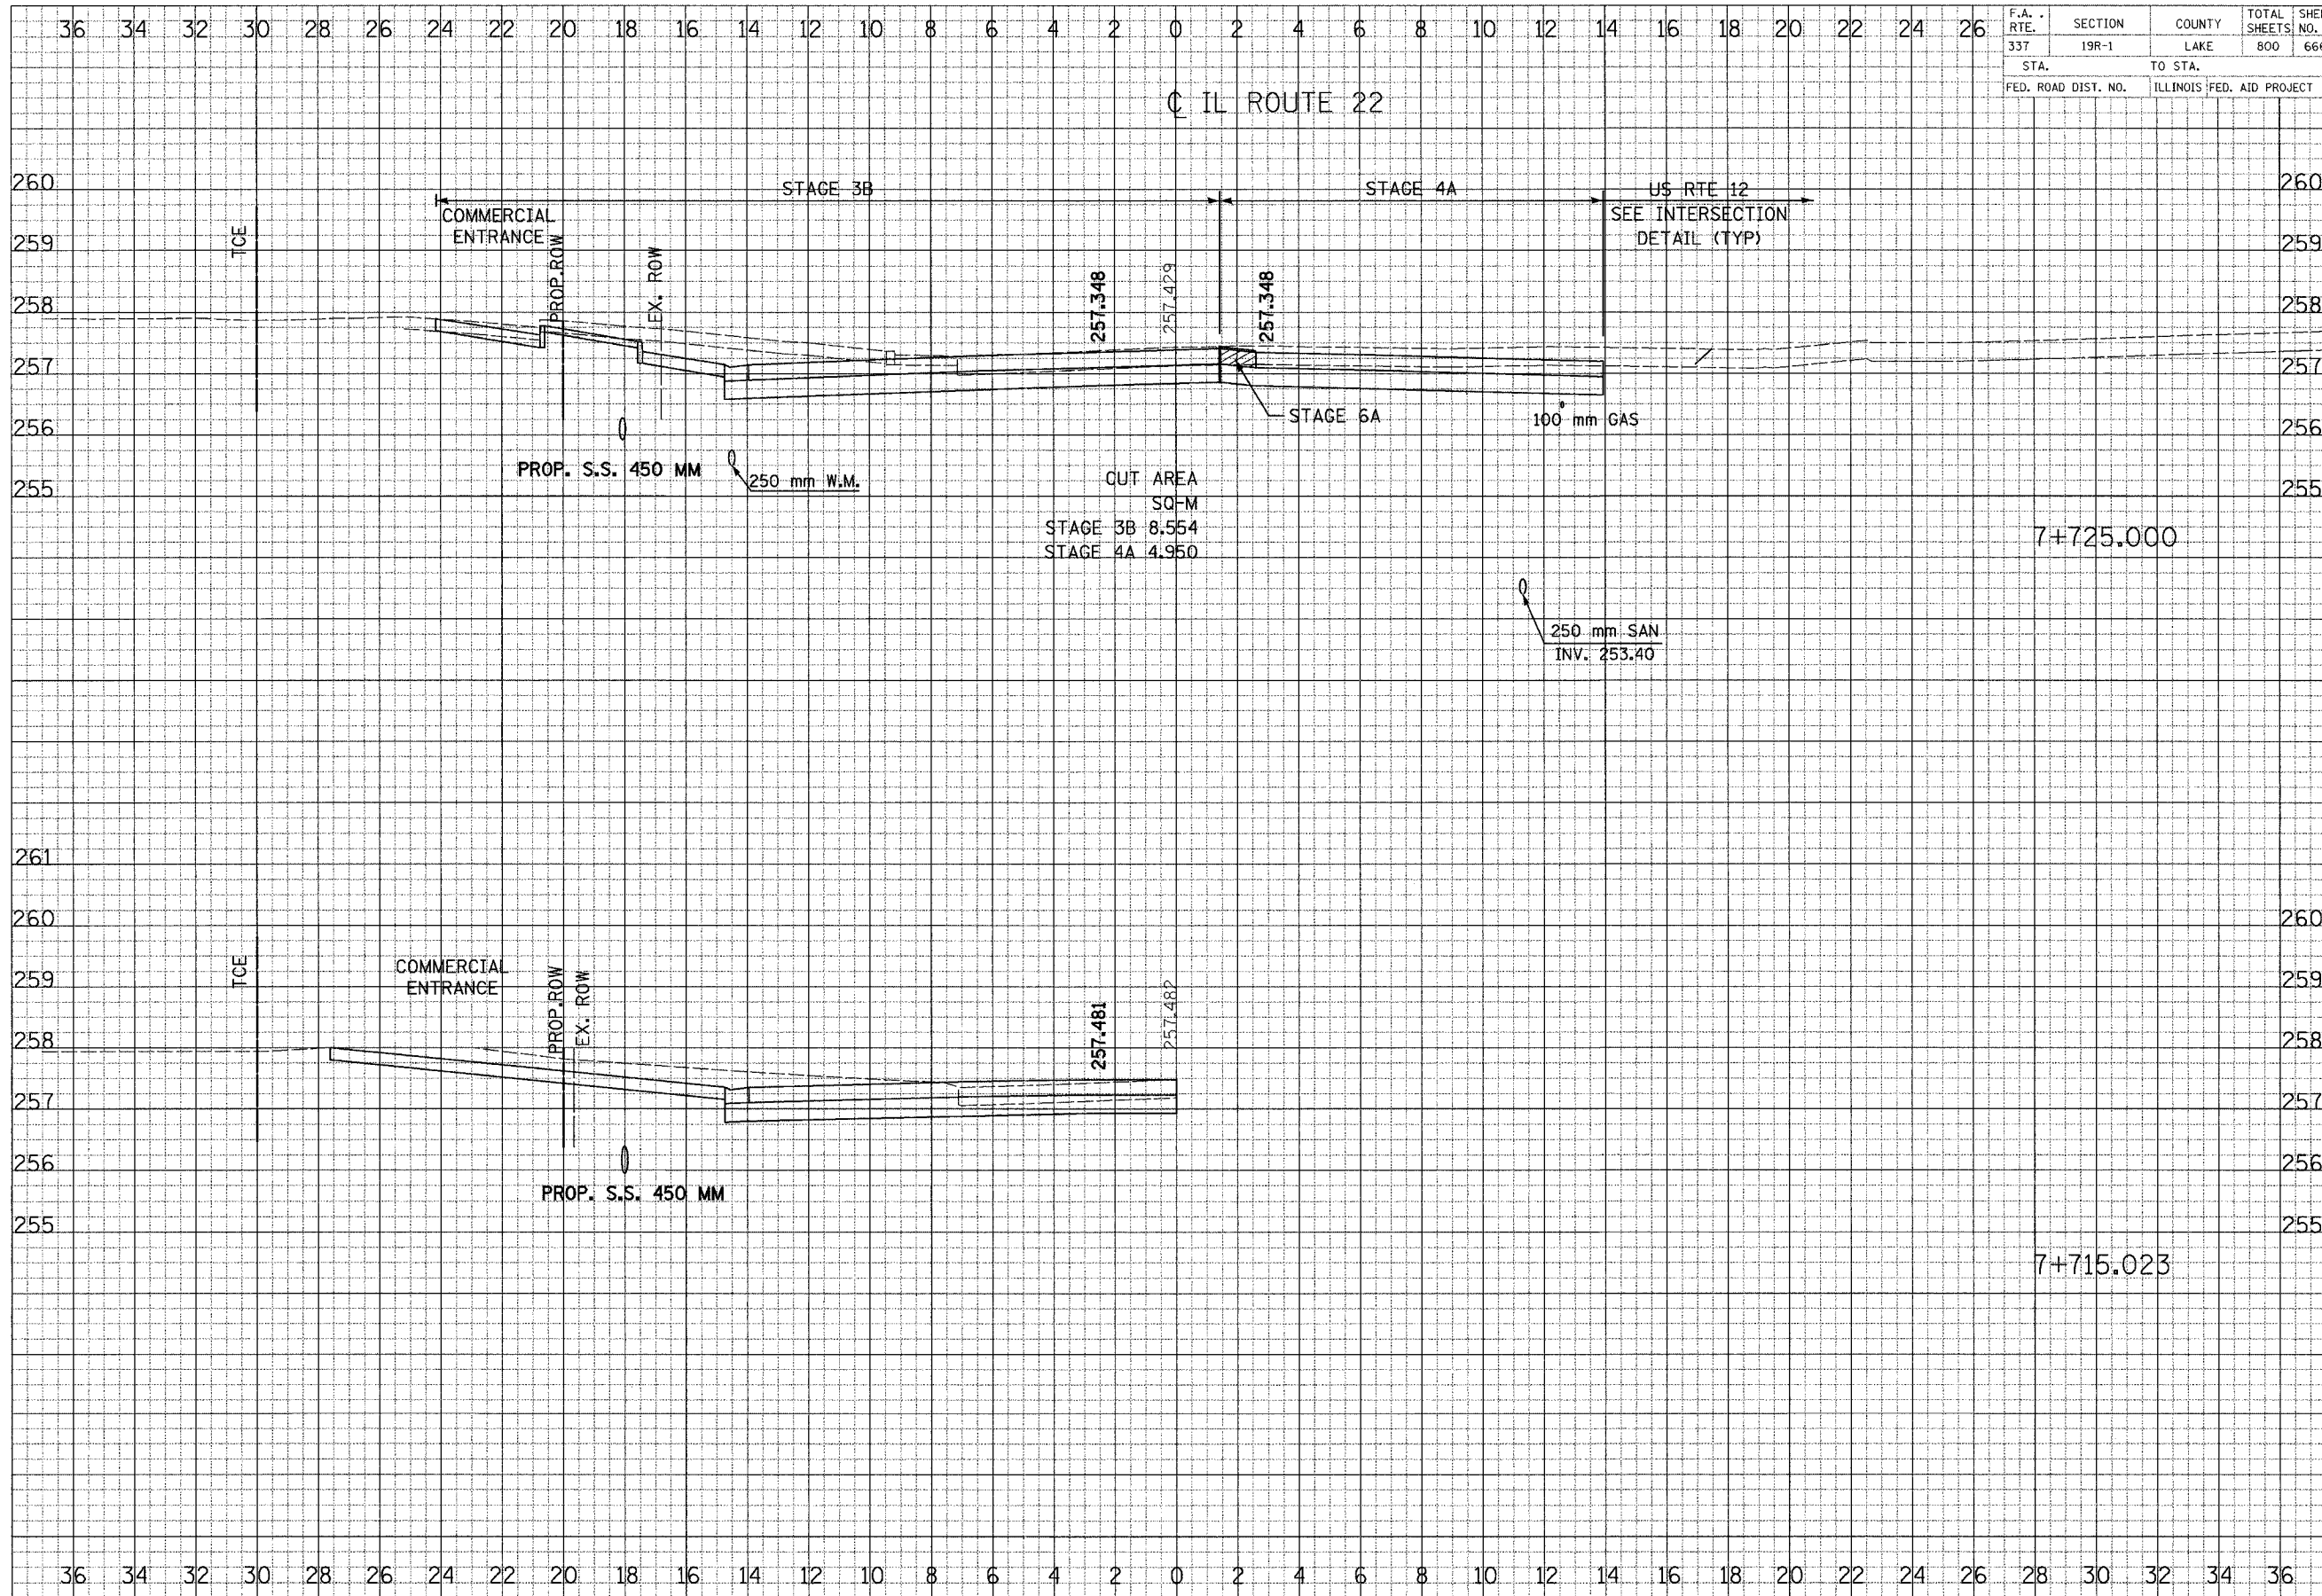 36 34 32 30 28 26 24 22 20 18 16 14 12 10 8 6 4 2 0 2 4 6 8 10 12 14 16 18 20 22 24 26
F.A. RTE. SECTION COUNTY TOTAL SHEETS NO.
337 19R-1 LAKE 800
STA. TO STA.
FED. ROAD DIST. NO. ILLINOIS FED. AID PROJECT
℄ IL ROUTE 22
260 STAGE 3B STAGE 4A US RTE 12 260
COMMERCIAL ENTRANCE
SEE INTERSECTION
DETAIL (TYP)
TCE
PROP.ROW
EX. ROW
257.348
257.429
257.348
259 259
258 258
257 257
STAGE 6A
100 mm GAS
256 256
PROP. S.S. 450 MM
250 mm W.M.
255 255
CUT AREA
SQ-M
STAGE 3B 8.554
STAGE 4A 4.950
7+725.000
250 mm SAN
INV. 253.40
261
260 260
TCE
COMMERCIAL
ENTRANCE
PROP.ROW
EX. ROW
257.481
257.482
259 259
258 258
257 257
256 256
PROP. S.S. 450 MM
255 255
7+715.023
36 34 32 30 28 26 24 22 20 18 16 14 12 10 8 6 4 2 0 2 4 6 8 10 12 14 16 18 20 22 24 26 28 30 32 34 36